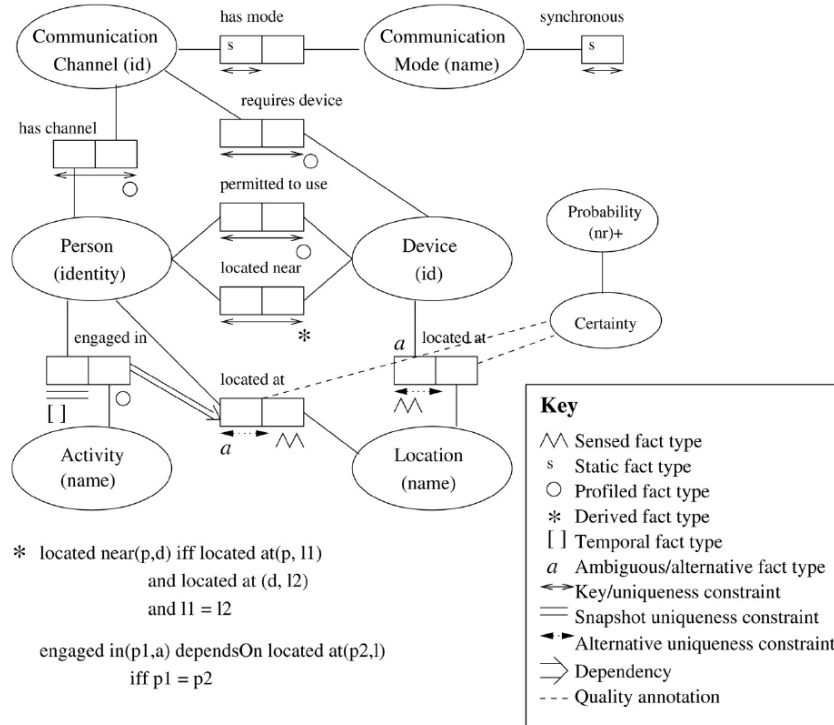 has mode
synchronous
Communication
Channel (id)
s
Communication
Mode (name)
s
requires device
has channel
permitted to use
Probability
(nr)+
Person
(identity)
Device
(id)
located near
Certainty
*
engaged in
a
located at
located at
[ ]
a
Activity
(name)
Location
(name)
Key
Sensed fact type
s Static fact type
Profiled fact type
* Derived fact type
[ ] Temporal fact type
a Ambiguous/alternative fact type
Key/uniqueness constraint
Snapshot uniqueness constraint
Alternative uniqueness constraint
Dependency
Quality annotation
* located near(p,d) iff located at(p, l1)
and located at (d, l2)
and l1 = l2
engaged in(p1,a) dependsOn located at(p2,l)
iff p1 = p2